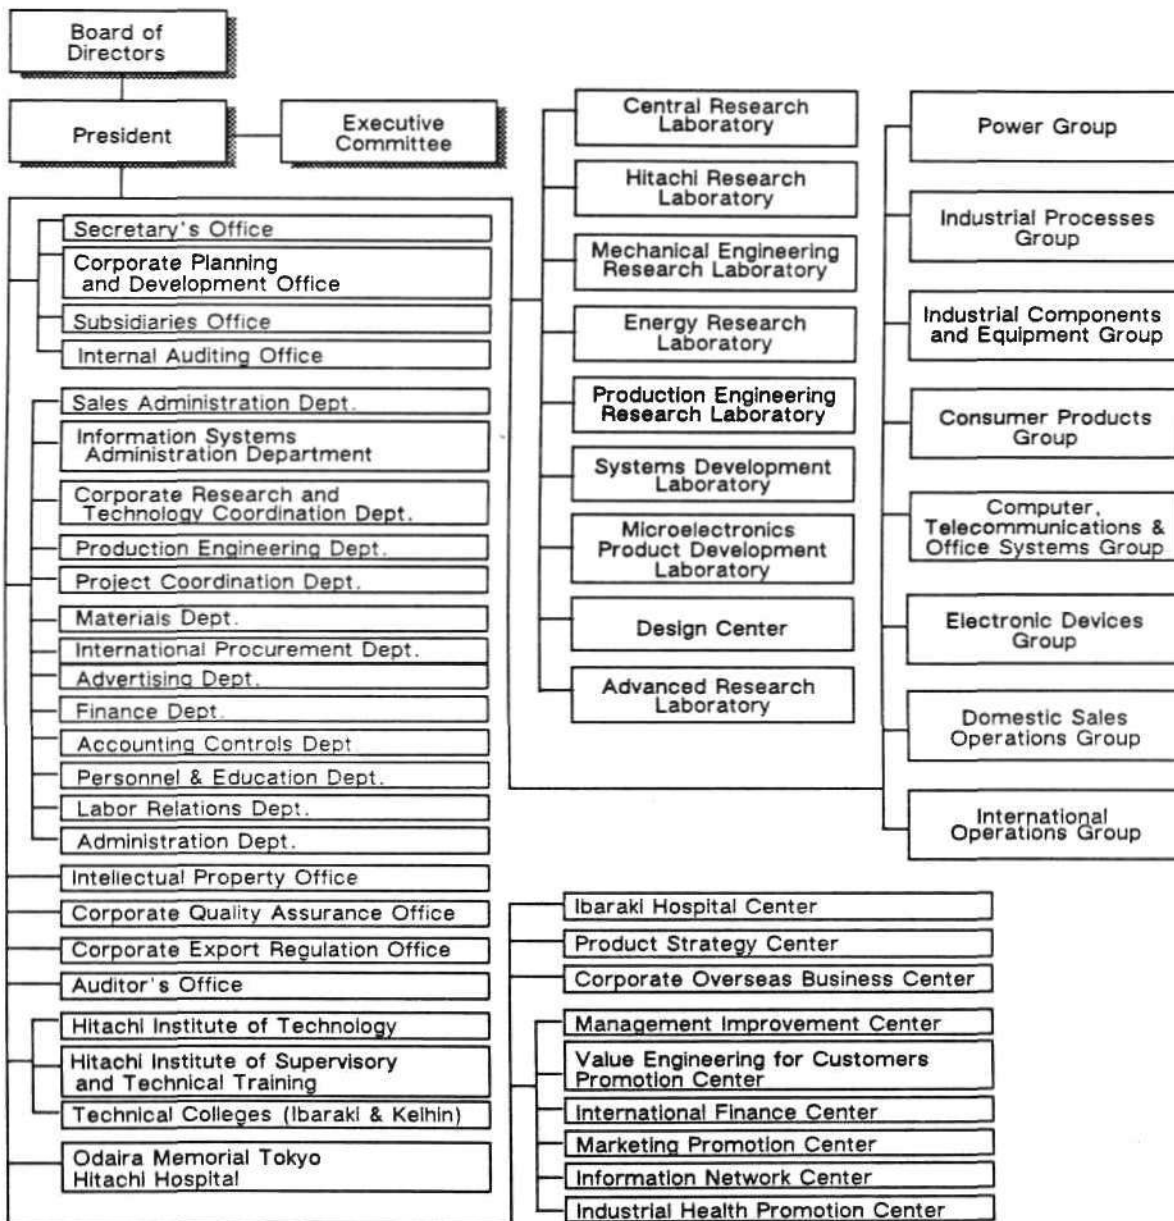 Board of
Directors
President
Executive
Committee
Secretary's Office
Corporate Planning
and Development Office
Subsidiaries Office
Internal Auditing Office
Sales Administration Dept.
Information Systems
Administration Department
Corporate Research and
Technology Coordination Dept.
Production Engineering Dept.
Project Coordination Dept.
Materials Dept.
International Procurement Dept.
Advertising Dept.
Finance Dept.
Accounting Controls Dept
Personnel & Education Dept.
Labor Relations Dept.
Administration Dept.
Intellectual Property Office
Corporate Quality Assurance Office
Corporate Export Regulation Office
Auditor's Office
Hitachi Institute of Technology
Hitachi Institute of Supervisory
and Technical Training
Technical Colleges (Ibaraki & Keihin)
Odaira Memorial Tokyo
Hitachi Hospital
Central Research
Laboratory
Hitachi Research
Laboratory
Mechanical Engineering
Research Laboratory
Energy Research
Laboratory
Production Engineering
Research Laboratory
Systems Development
Laboratory
Microelectronics
Product Development
Laboratory
Design Center
Advanced Research
Laboratory
Power Group
Industrial Processes
Group
Industrial Components
and Equipment Group
Consumer Products
Group
Computer,
Telecommunications &
Office Systems Group
Electronic Devices
Group
Domestic Sales
Operations Group
International
Operations Group
Ibaraki Hospital Center
Product Strategy Center
Corporate Overseas Business Center
Management Improvement Center
Value Engineering for Customers
Promotion Center
International Finance Center
Marketing Promotion Center
Information Network Center
Industrial Health Promotion Center